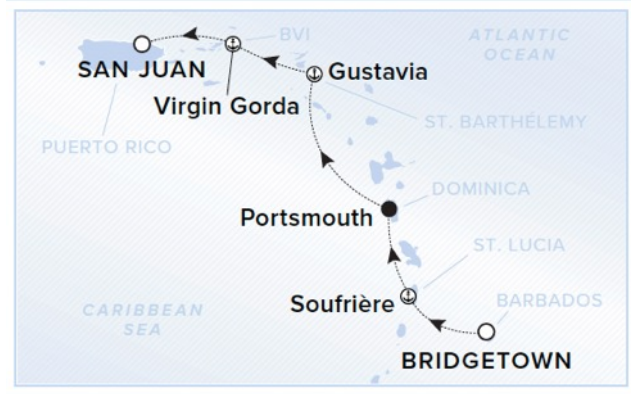 BVI
ATLANTIC
OCEAN
SAN JUAN
Gustavia
Virgin Gorda
ST. BARTHÉLEMY
PUERTO RICO
DOMINICA
Portsmouth
ST. LUCIA
Soufrière
BARBADOS
CARIBBEAN
SEA
BRIDGETOWN